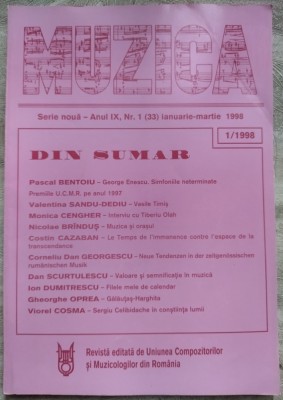 MUZICA
Serie nouă – Anul IX, Nr. 1 (33) ianuarie-martie 1998
1/1998
DIN SUMAR
Pascal BENTOIU – George Enescu. Simfoniile neterminate
Premiile U.C.M.R. pe anul 1997
Valentina SANDU-DEDIU – Vasile Timiş
Monica CENGHER – Interviu cu Tiberiu Olah
Nicolae BRÎNDUŞ – Muzica şi oraşul
Costin CAZABAN – Le Temps de l'immanence contre l'espace de la
transcendance
Corneliu Dan GEORGESCU – Neue Tendenzen in der zeitgenössischen
rumänischen Musik
Dan SCURTULESCU – Valoare şi semnificaţie în muzică
Ion DUMITRESCU – Filele mele de calendar
Gheorghe OPREA – Gălăuţaş-Harghita
Viorel COSMA – Sergiu Celibidache în conştiinţa lumii
Revistă editată de Uniunea Compozitorilor
şi Muzicologilor din România